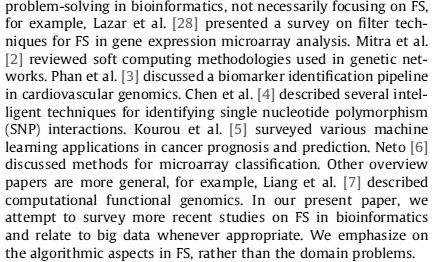 problem-solving in bioinformatics, not necessarily focusing on FS,
for example, Lazar et al. [28] presented a survey on filter tech-
niques for FS in gene expression microarray analysis. Mitra et al.
[2] reviewed soft computing methodologies used in genetic net-
works. Phan et al. [3] discussed a biomarker identification pipeline
in cardiovascular genomics. Chen et al. [4] described several intel-
ligent techniques for identifying single nucleotide polymorphism
(SNP) interactions. Kourou et al. [5] surveyed various machine
learning applications in cancer prognosis and prediction. Neto [6]
discussed methods for microarray classification. Other overview
papers are more general, for example, Liang et al. [7] described
computational functional genomics. In our present paper, we
attempt to survey more recent studies on FS in bioinformatics
and relate to big data whenever appropriate. We emphasize on
the algorithmic aspects in FS, rather than the domain problems.